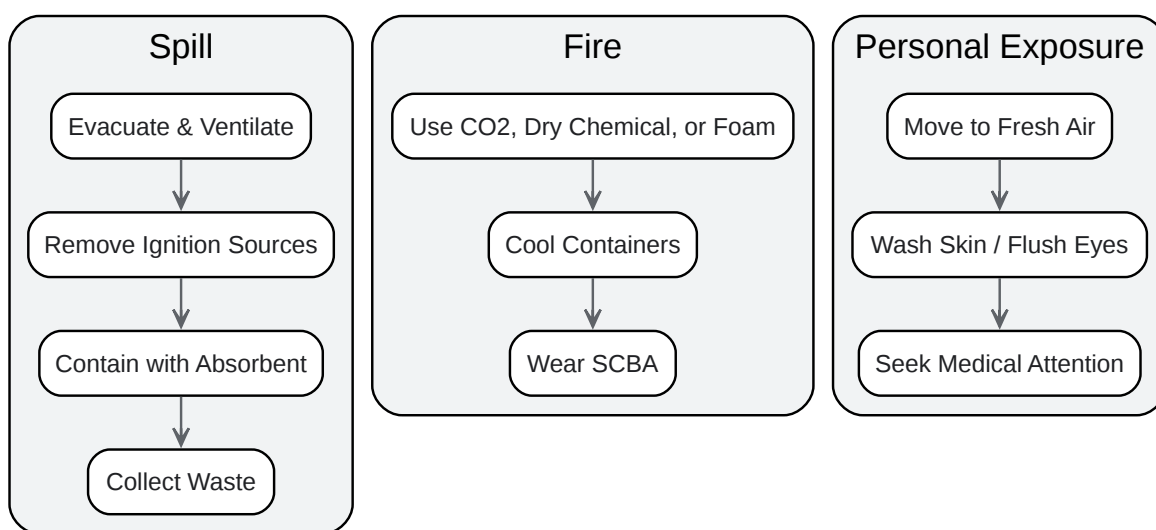 Spill
Evacuate & Ventilate
Remove Ignition Sources
Contain with Absorbent
Collect Waste
Fire
Use CO2, Dry Chemical, or Foam
Cool Containers
Wear SCBA
Personal Exposure
Move to Fresh Air
Wash Skin / Flush Eyes
Seek Medical Attention